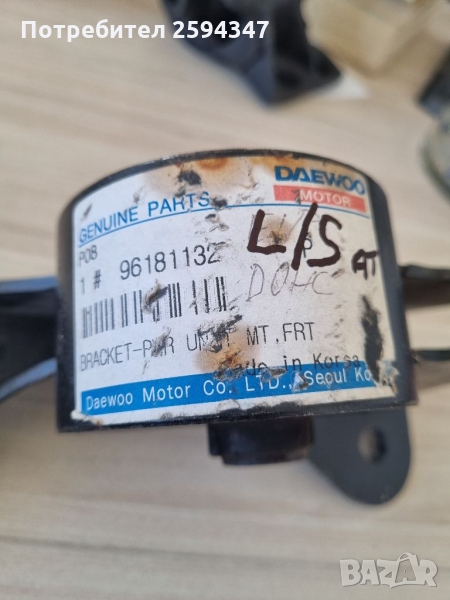 Потребител 2594347
GENUINE PARTS
DAEWOO
MOTOR
P08
1 # 96181132
L/S AT
DOHC
BRACKET-PWR MT,FRT
in Korea
Daewoo Motor Co. LTD., Seoul
bazar